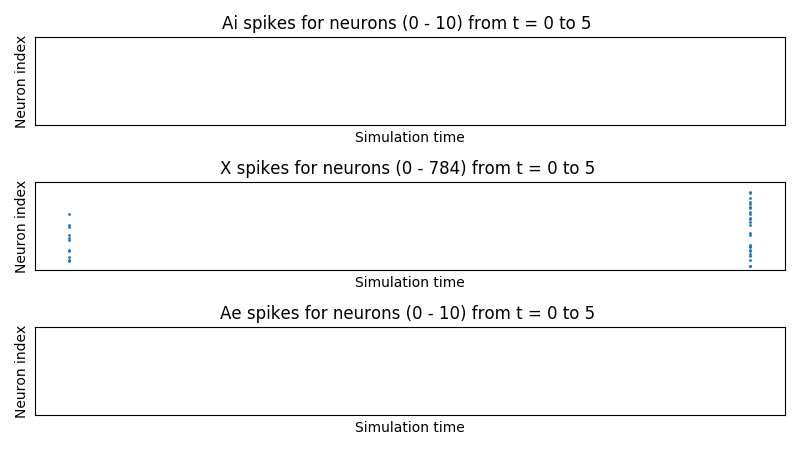 Ai spikes for neurons (0 - 10) from t = 0 to 5
Neuron index
Simulation time
X spikes for neurons (0 - 784) from t = 0 to 5
Neuron index
Simulation time
Ae spikes for neurons (0 - 10) from t = 0 to 5
Neuron index
Simulation time